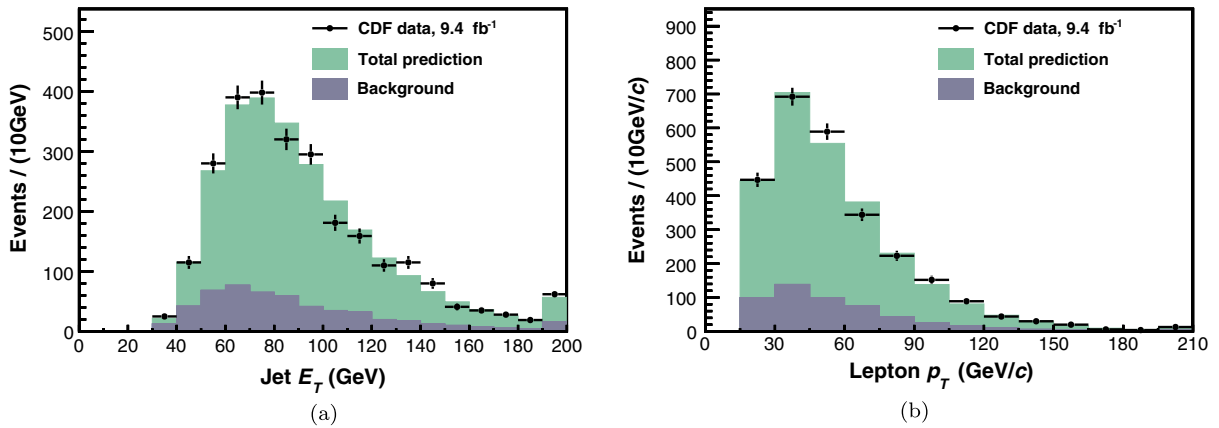 Events / (10GeV)
500
400
300
200
100
0
CDF data, 9.4 fb-1
Total prediction
Background
0 20 40 60 80 100 120 140 160 180 200
Jet E_T (GeV)
(a)
Events / (10GeV/c)
900
800
700
600
500
400
300
200
100
0
CDF data, 9.4 fb-1
Total prediction
Background
0 30 60 90 120 150 180 210
Lepton p_T (GeV/c)
(b)